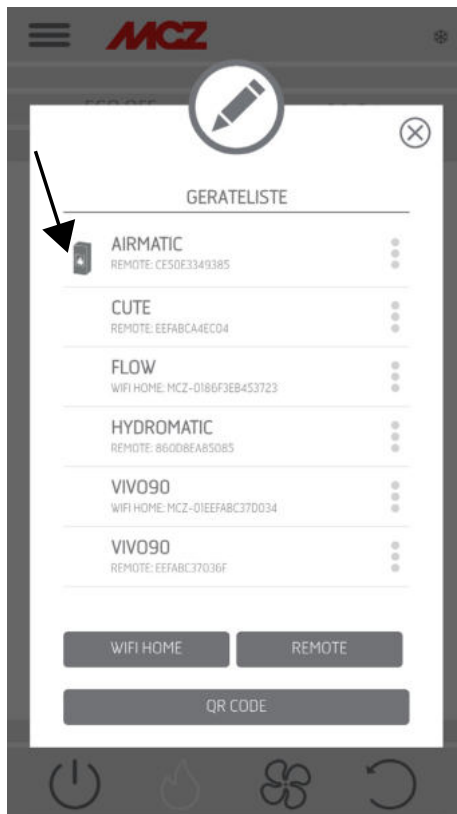 MCZ
GERATELISTE
AIRMATIC
REMOTE: CE50E3349385
CUTE
REMOTE: EEFABCA4EC04
FLOW
WIFI HOME: MCZ-0186F3EB453723
HYDROMATIC
REMOTE: 860D8EA85085
VIVO90
WIFI HOME: MCZ-01EEFABC37D034
VIVO90
REMOTE: EEFABC37036F
WIFI HOME REMOTE
QR CODE